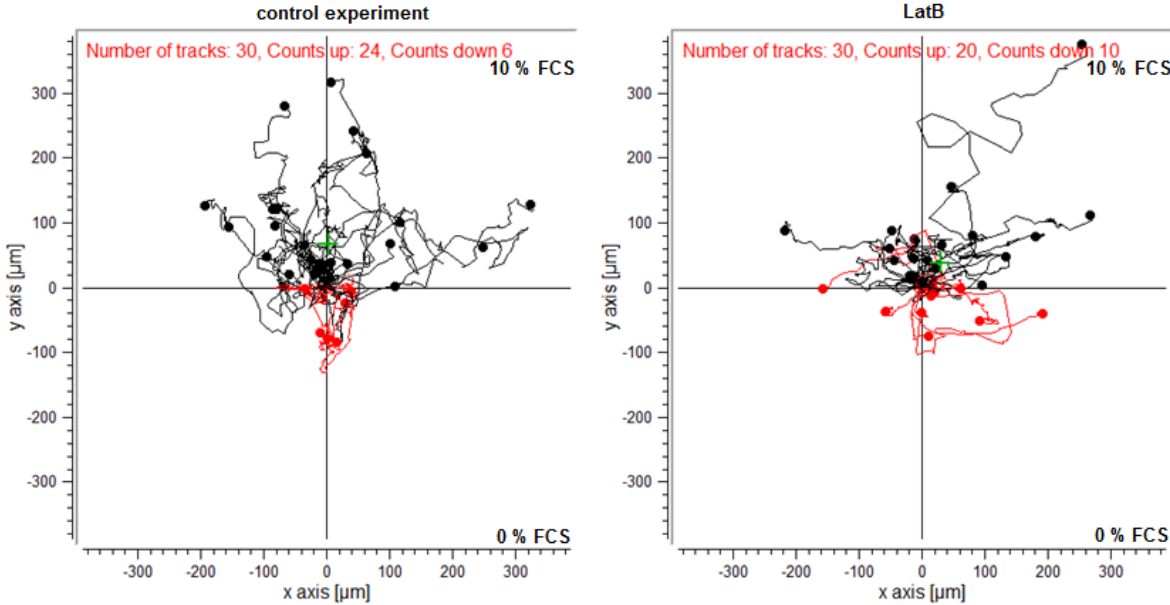 control experiment
Number of tracks: 30, Counts up: 24, Counts down 6
10 % FCS
y axis [µm]
300
200
100
0
-100
-200
-300
0 % FCS
-300 -200 -100 0 100 200 300
x axis [µm]
LatB
Number of tracks: 30, Counts up: 20, Counts down 10
10 % FCS
y axis [µm]
300
200
100
0
-100
-200
-300
0 % FCS
-300 -200 -100 0 100 200 300
x axis [µm]